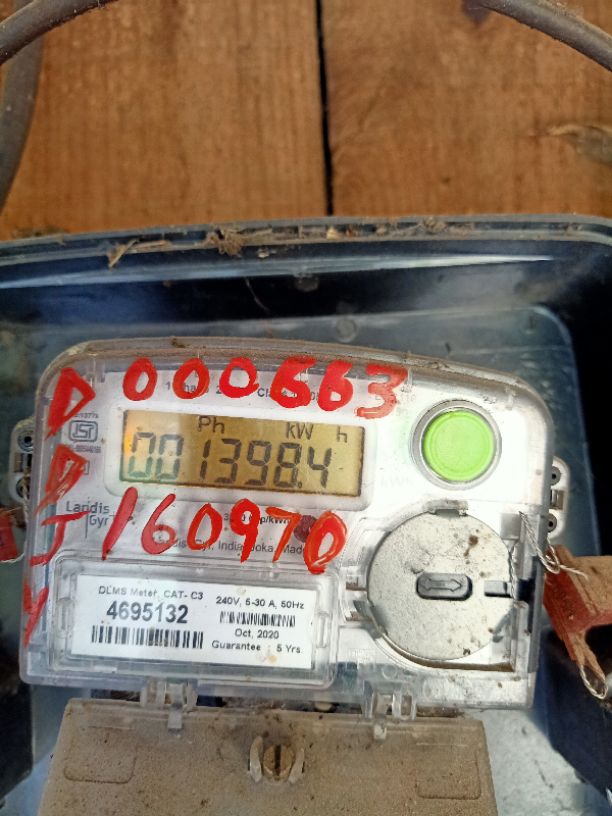 D 000663
Ph kW h
001398.4
D
Landis
Gyr
J 160970
Y
DLMS Meter, CAT- C3
4695132
240V, 5-30 A, 50Hz
Oct, 2020
Guarantee : 5 Yrs